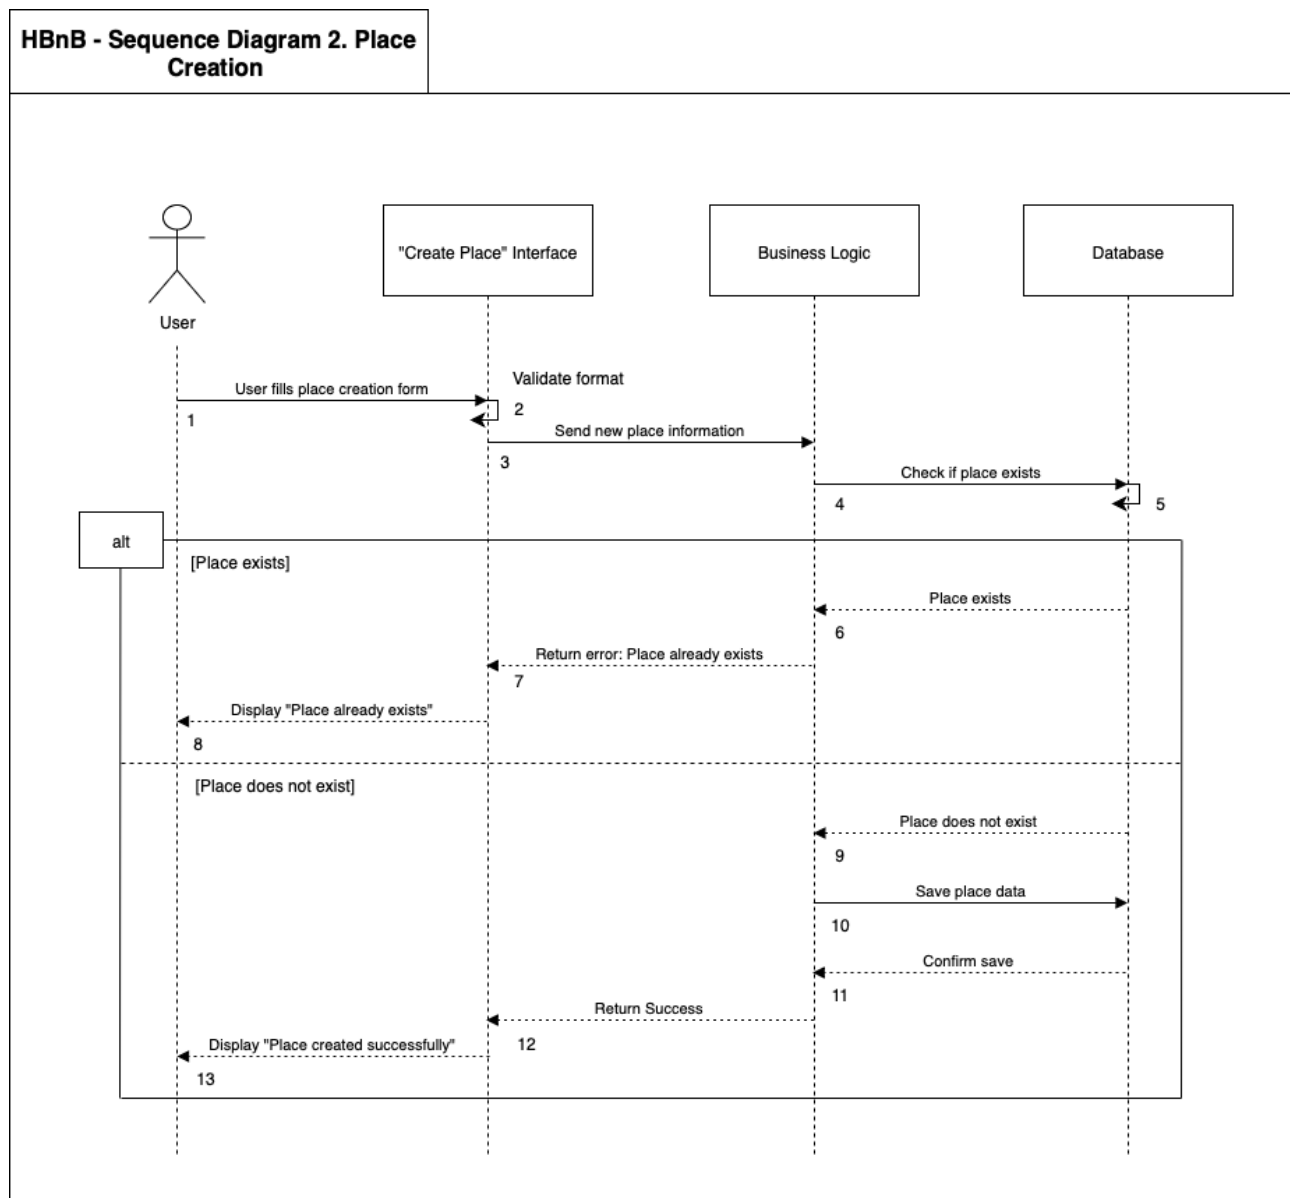 HBnB - Sequence Diagram 2. Place
Creation
"Create Place" Interface
Business Logic
Database
User
Validate format
User fills place creation form
1
2
Send new place information
3
Check if place exists
4
5
alt
[Place exists]
Place exists
6
Return error: Place already exists
7
Display "Place already exists"
8
[Place does not exist]
Place does not exist
9
Save place data
10
Confirm save
11
Return Success
12
Display "Place created successfully"
13